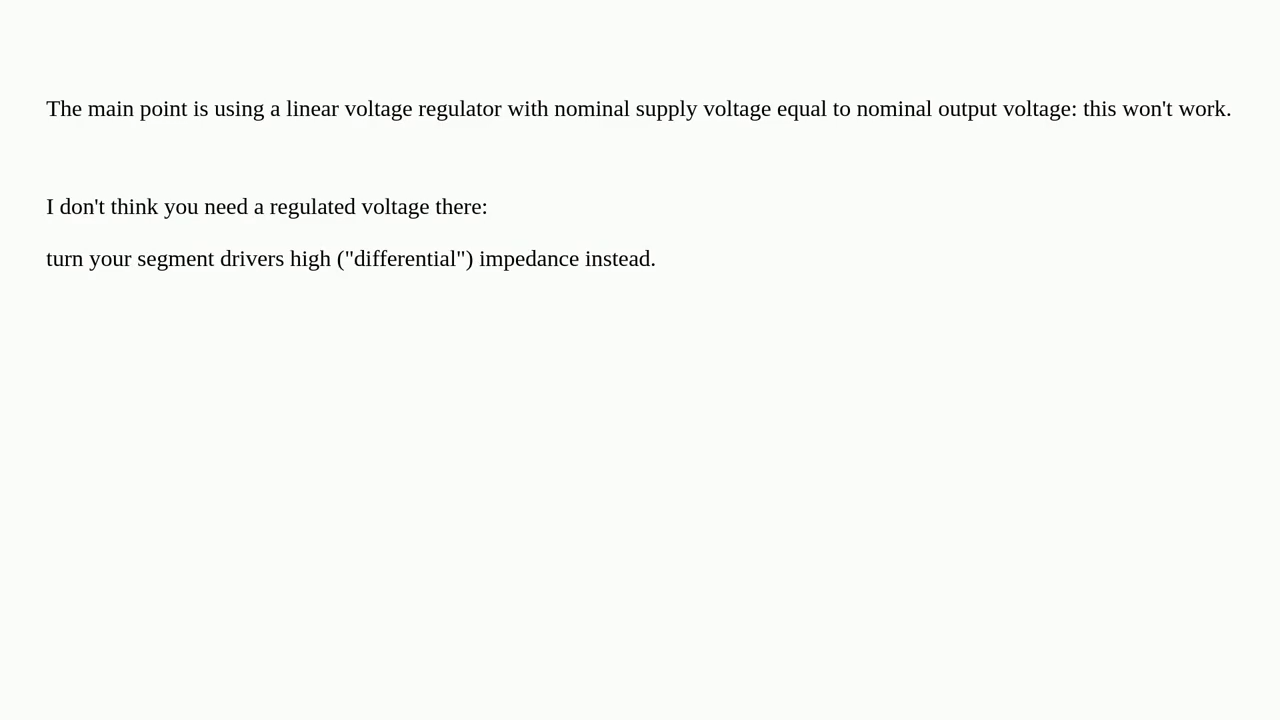 The main point is using a linear voltage regulator with nominal supply voltage equal to nominal output voltage: this won't work.
I don't think you need a regulated voltage there:
turn your segment drivers high ("differential") impedance instead.